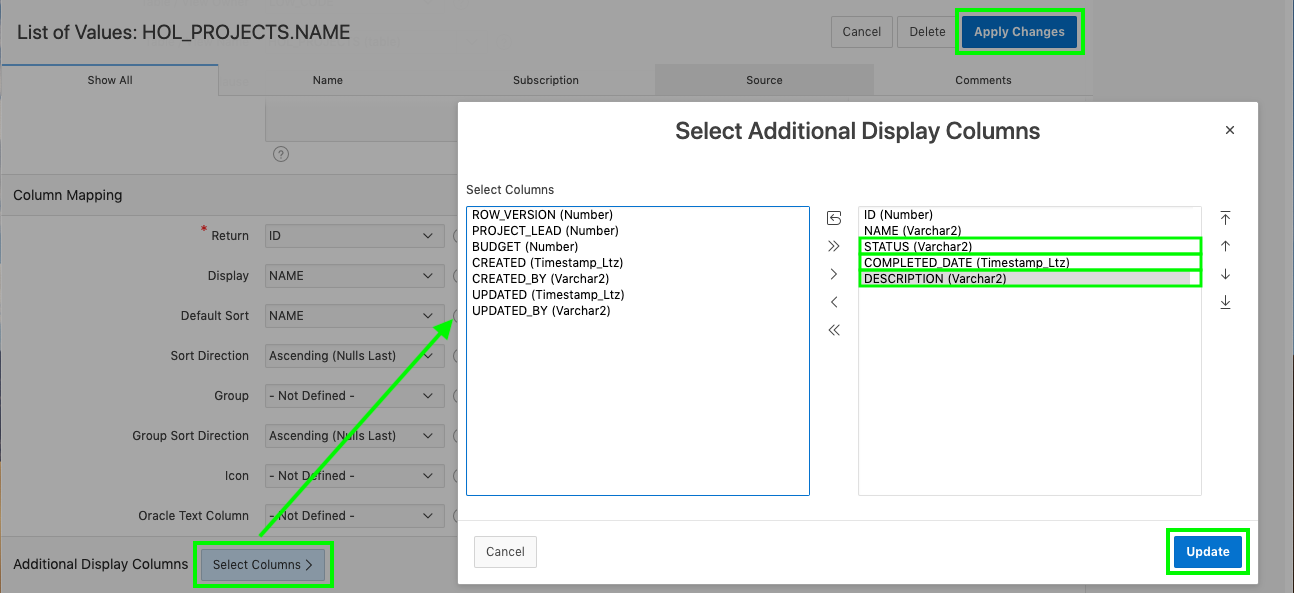 List of Values: HOL_PROJECTS.NAME
Cancel
Delete
Apply Changes
Show All
Name
Subscription
Source
Comments
?
Select Additional Display Columns
Column Mapping
* Return
ID
Display
NAME
Default Sort
NAME
Sort Direction
Ascending (Nulls Last)
Group
- Not Defined -
Group Sort Direction
Ascending (Nulls Last)
Icon
- Not Defined -
Oracle Text Column
- Not Defined -
Additional Display Columns
Select Columns
Select Columns
ROW_VERSION (Number)
PROJECT_LEAD (Number)
BUDGET (Number)
CREATED (Timestamp_Ltz)
CREATED_BY (Varchar2)
UPDATED (Timestamp_Ltz)
UPDATED_BY (Varchar2)
ID (Number)
NAME (Varchar2)
STATUS (Varchar2)
COMPLETED_DATE (Timestamp_Ltz)
DESCRIPTION (Varchar2)
Cancel
Update